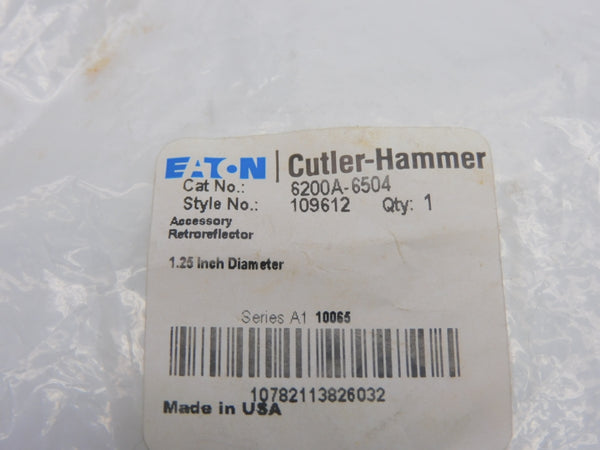 EATON | Cutler-Hammer
Cat No.: 6200A-6504
Style No.: 109612 Qty: 1
Accessory
Retroreflector
1.25 Inch Diameter
Series A1 10065
10782113826032
Made in USA